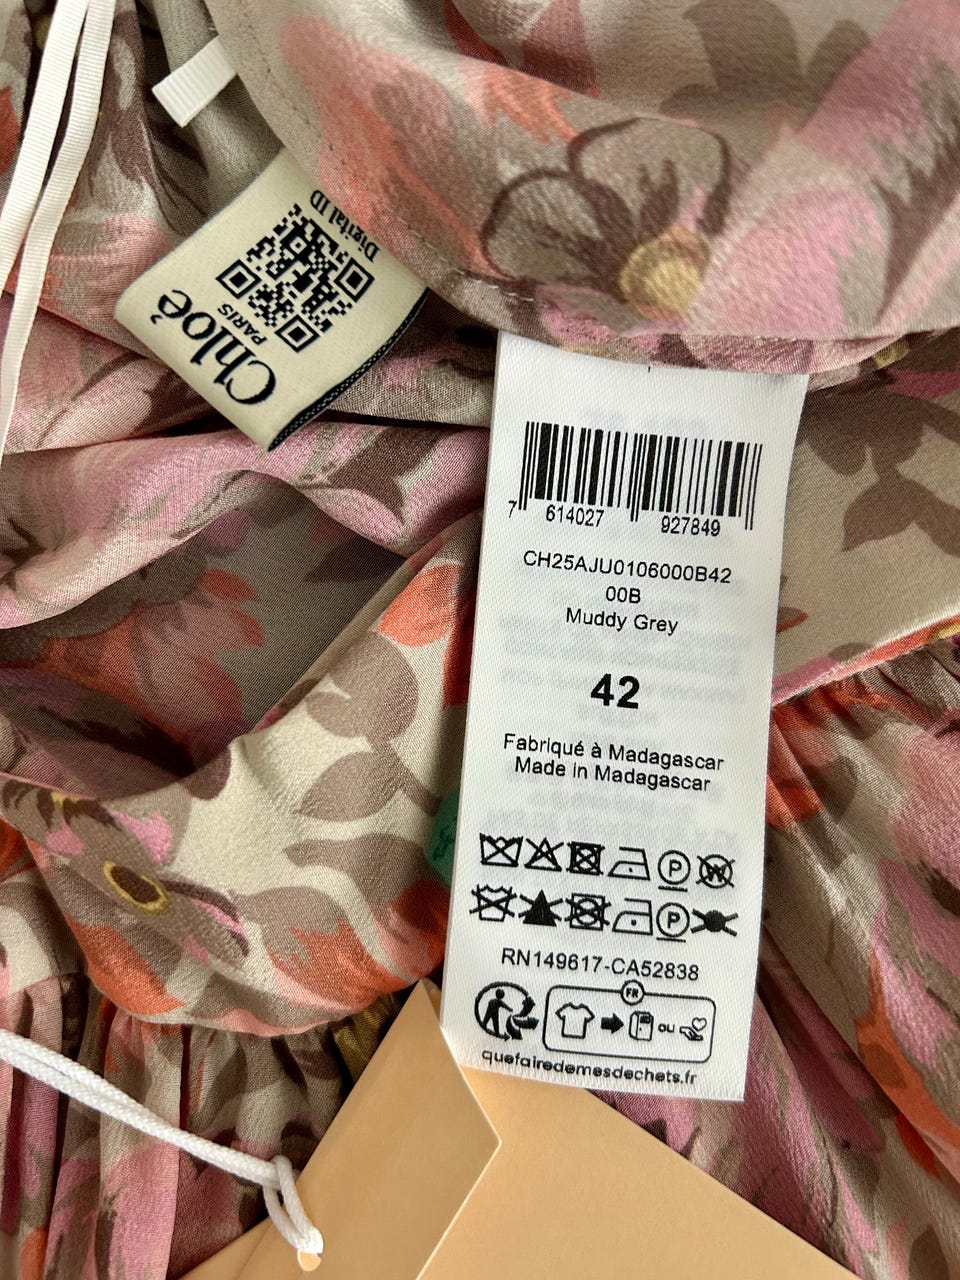 Chloé
PARIS
Digital ID
7 614027 927849
CH25AJU0106000B42
00B
Muddy Grey
42
Fabriqué à Madagascar
Made in Madagascar
P W
P
RN149617-CA52838
FR
ou
quefairedemesdechets.fr